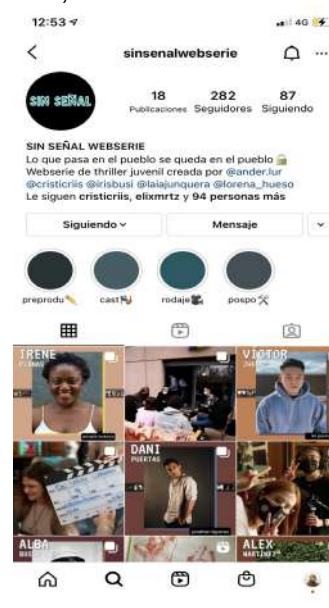 12:53
4G
sinsenalwebserie
SIN SEÑAL
18 282 87
Publicaciones Seguidores Siguiendo
SIN SEÑAL WEBSERIE
Lo que pasa en el pueblo se queda en el pueblo
Webserie de thriller juvenil creada por @ander.lur
@cristicriis @irisbusi @laiajunquera @lorena_hueso
Le siguen cristicriis, elixmrtz y 94 personas más
Siguiendo
Mensaje
preprodu cast rodaje pospo
IRENE
VÍCTOR
DANI
PUERTAS
ALBA
ALEX
MARTINEZ